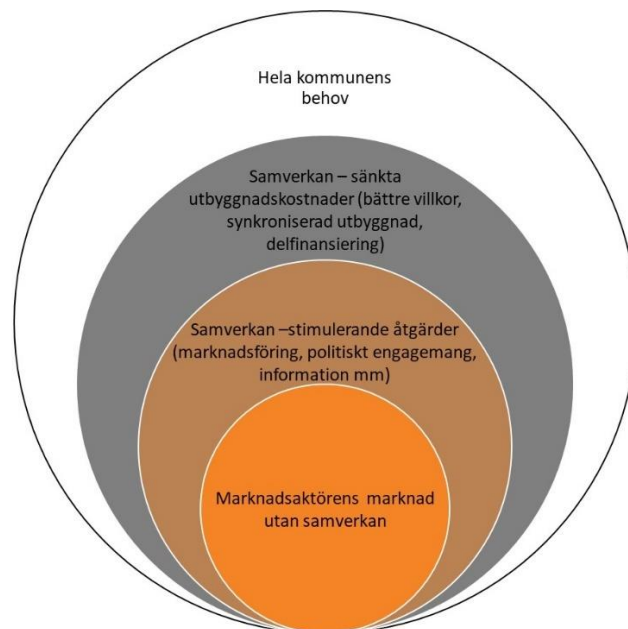 Hela kommunens
behov
Samverkan – sänkta
utbyggnadskostnader (bättre villkor,
synkroniserad utbyggnad,
delfinansiering)
Samverkan –stimulerande åtgärder
(marknadsföring, politiskt engagemang,
information mm)
Marknadsaktörens marknad
utan samverkan